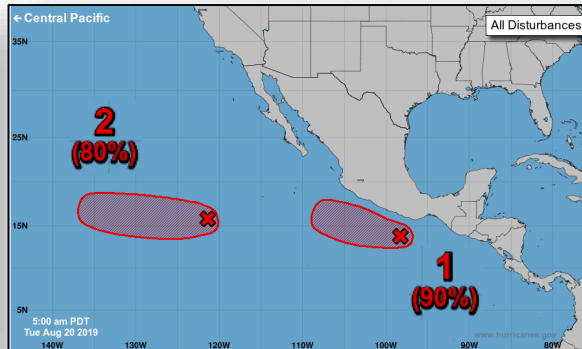 ← Central Pacific
All Disturbances
35N
2
(80%)
25N
15N
1
(90%)
5N
5:00 am PDT
Tue Aug 20 2019
www.hurricanes.gov
140W
130W
120W
110W
100W
90W
80W